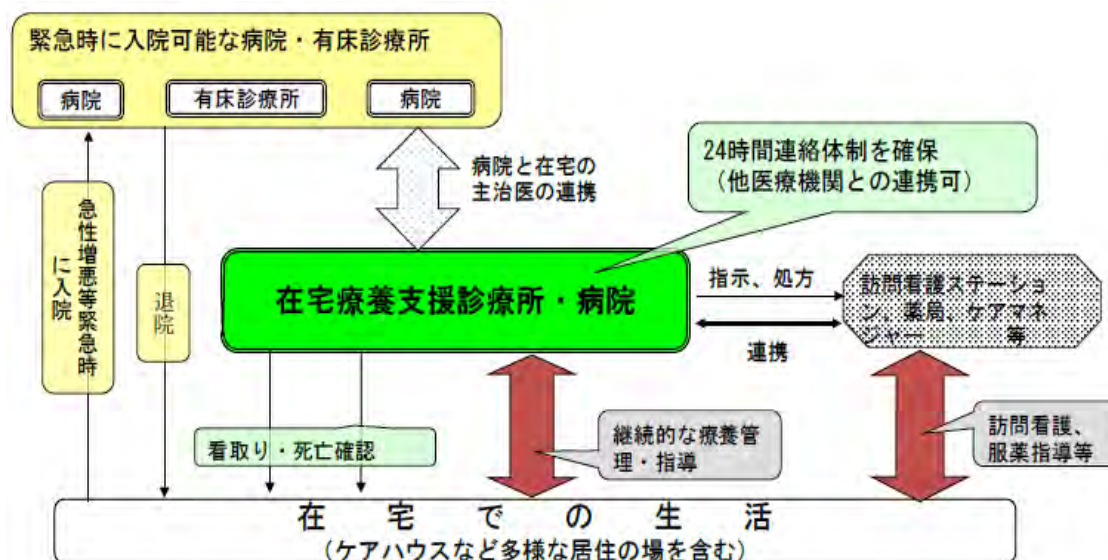 緊急時に入院可能な病院・有床診療所
病院
有床診療所
病院
病院と在宅の
主治医の連携
24時間連絡体制を確保
（他医療機関との連携可）
急性増悪等緊急時
に入院
退院
在宅療養支援診療所・病院
指示、処方
連携
訪問看護ステーショ
ン、薬局、ケアマネ
ジャー　　　等
看取り・死亡確認
継続的な療養管
理・指導
訪問看護、
服薬指導等
在宅での生活
（ケアハウスなど多様な居住の場を含む）